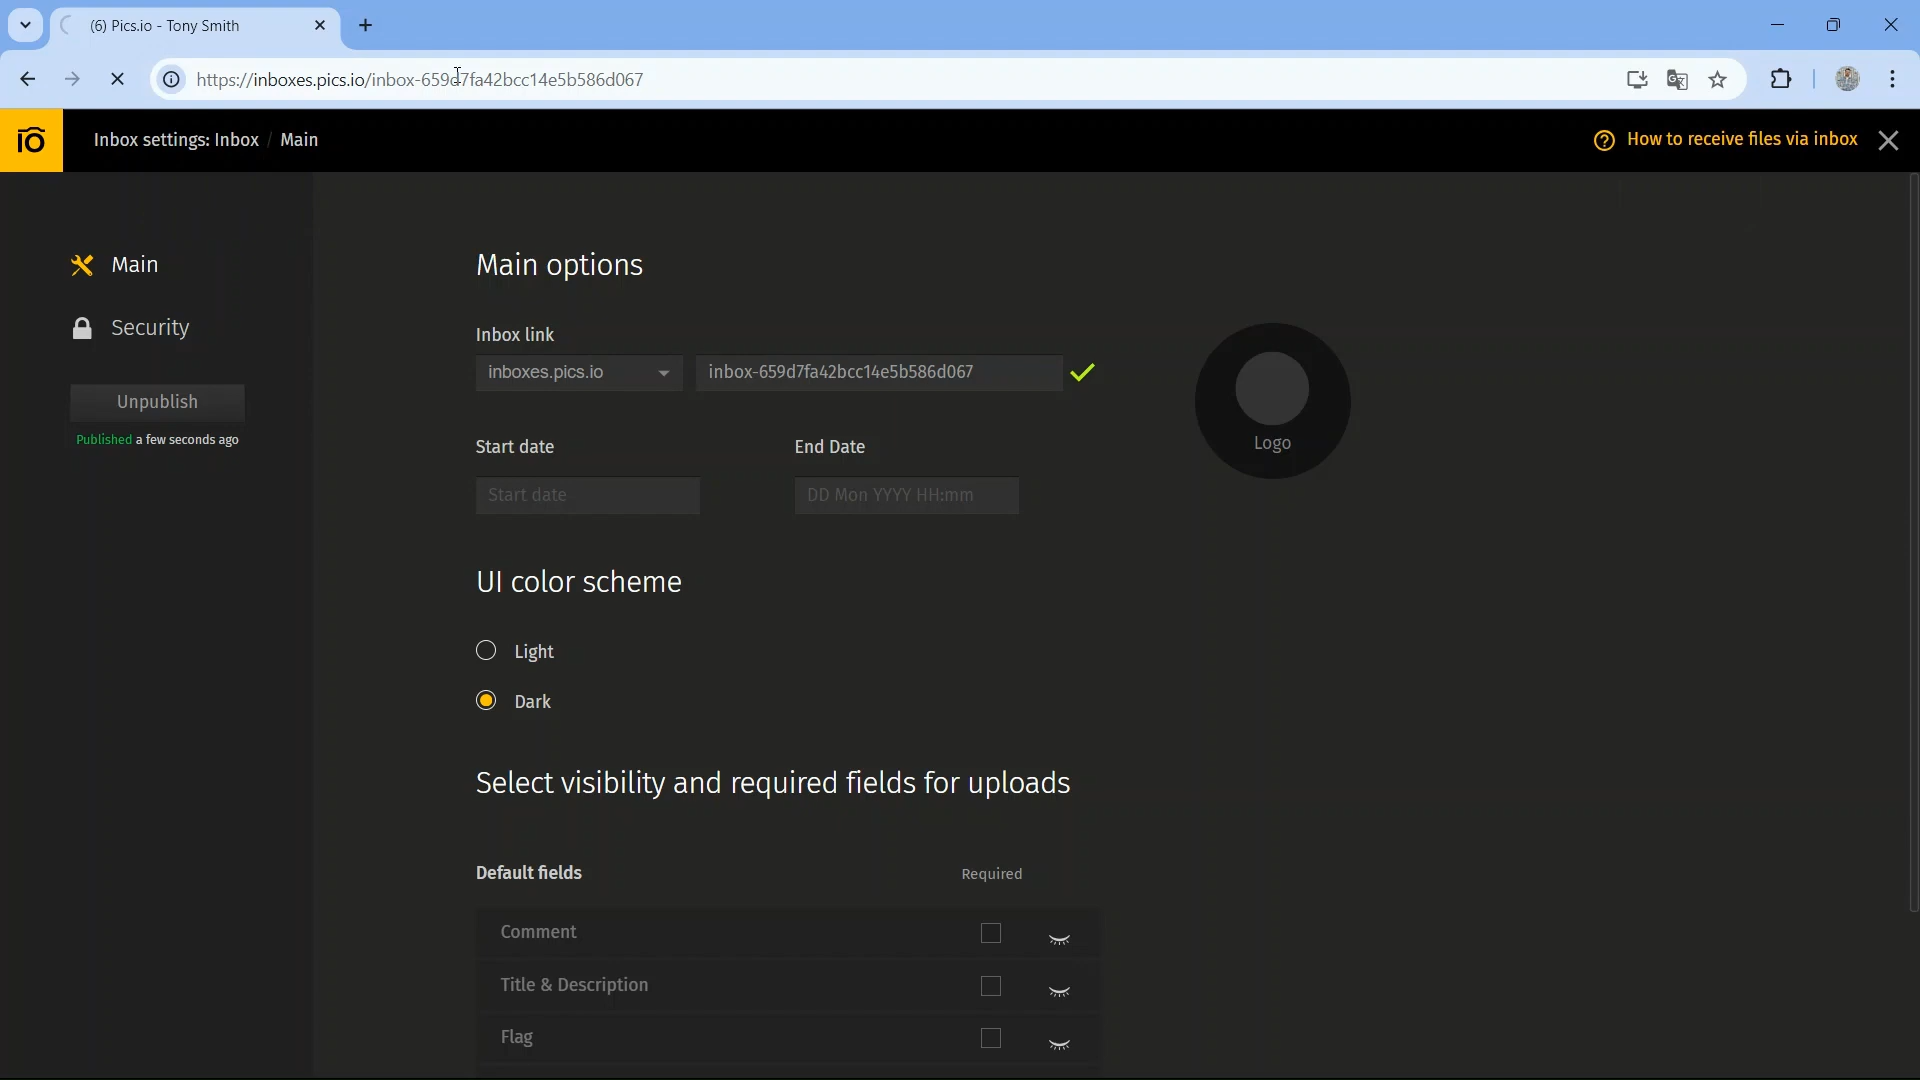 (6) Pics.io - Tony Smith
https://inboxes.pics.io/inbox-659d7fa42bcc14e5b586d067
Inbox settings: Inbox / Main
How to receive files via inbox
Main
Security
Unpublish
Published a few seconds ago
Main options
Inbox link
inboxes.pics.io
inbox-659d7fa42bcc14e5b586d067
Logo
Start date
End Date
Start date
DD Mon YYYY HH:mm
UI color scheme
Light
Dark
Select visibility and required fields for uploads
Default fields
Required
Comment
Title & Description
Flag